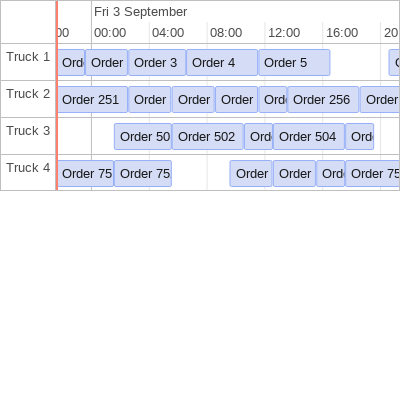 Fri 3 September
00 00:00 04:00 08:00 12:00 16:00 20
Truck 1 Ord Order Order 3 Order 4 Order 5
Truck 2 Order 251 Order Order Order Ord Order 256 Order
Truck 3 Order 50 Order 502 Ord Order 504 Ord
Truck 4 Order 75 Order 75 Order Order Ord Order 75